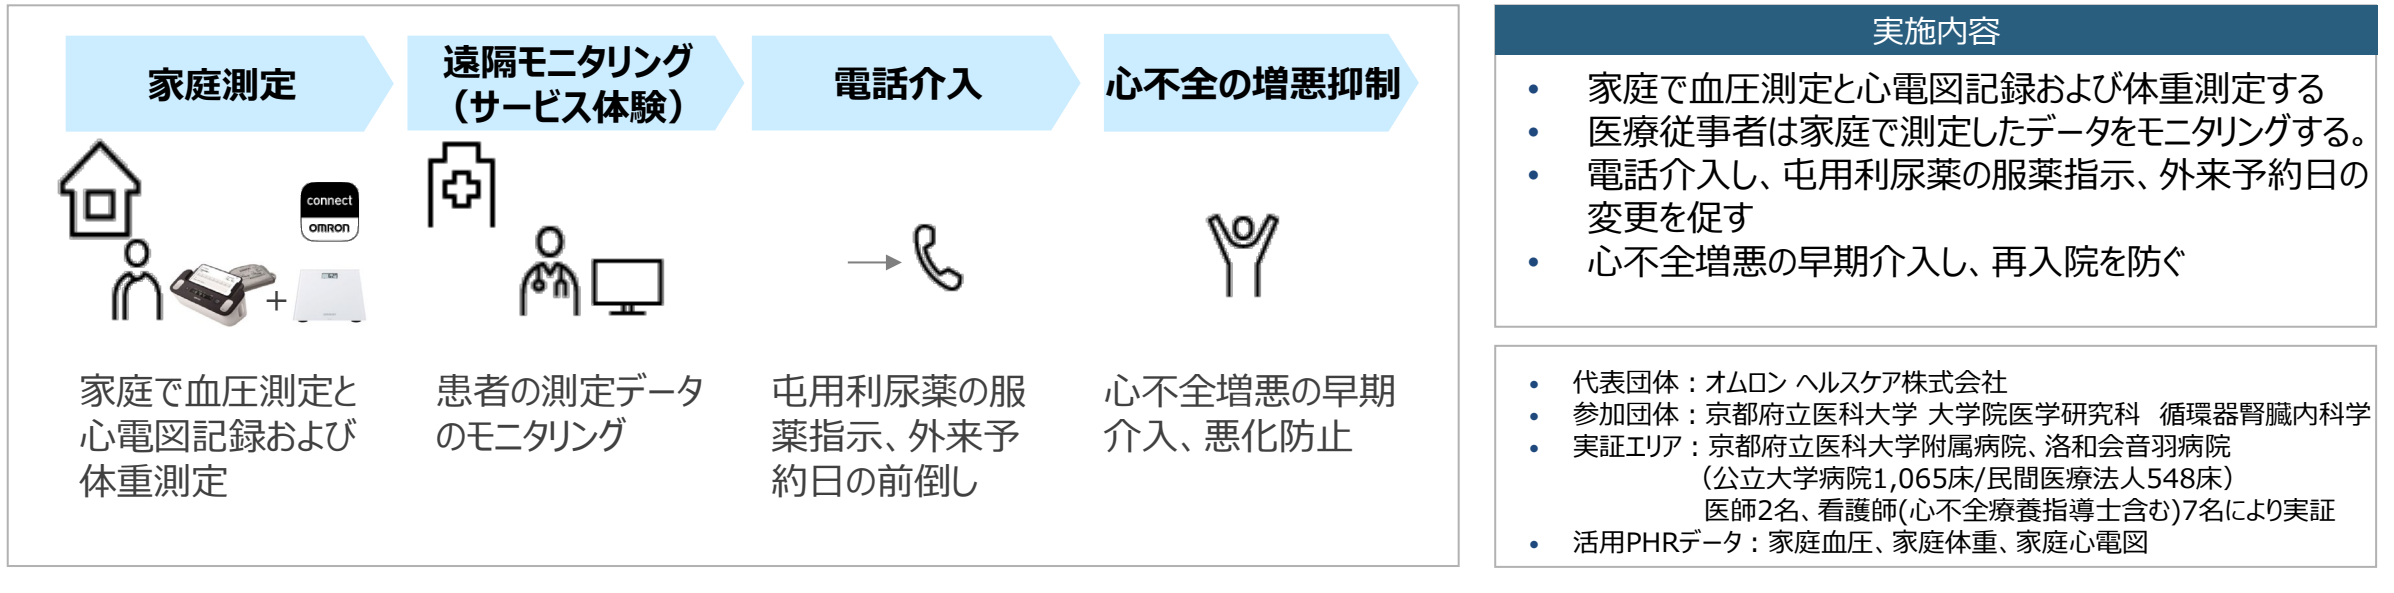 家庭測定
遠隔モニタリング
（サービス体験）
電話介入
心不全の増悪抑制
connect
OMRON
+
家庭で血圧測定と
心電図記録および
体重測定
患者の測定データ
のモニタリング
屯用利尿薬の服
薬指示、外来予
約日の前倒し
心不全増悪の早期
介入、悪化防止
実施内容
• 家庭で血圧測定と心電図記録および体重測定する
• 医療従事者は家庭で測定したデータをモニタリングする。
• 電話介入し、屯用利尿薬の服薬指示、外来予約日の
変更を促す
• 心不全増悪の早期介入し、再入院を防ぐ
• 代表団体：オムロン ヘルスケア株式会社
• 参加団体：京都府立医科大学 大学院医学研究科　循環器腎臓内科学
• 実証エリア：京都府立医科大学附属病院、洛和会音羽病院
（公立大学病院1,065床/民間医療法人548床）
医師2名、看護師(心不全療養指導士含む)7名により実証
• 活用PHRデータ：家庭血圧、家庭体重、家庭心電図